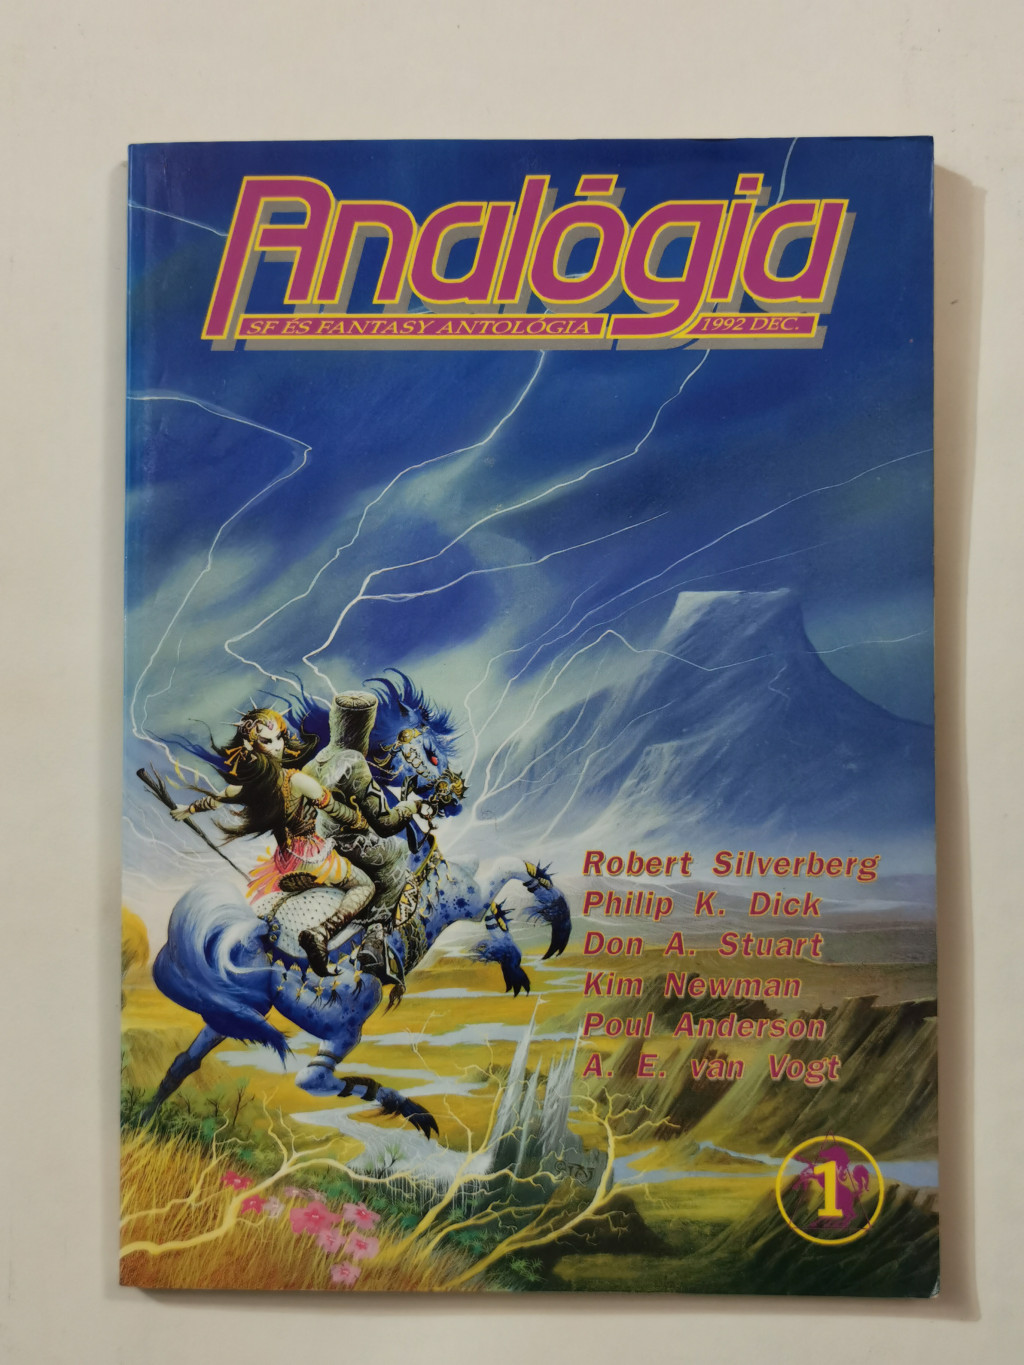 Analógia
SF ÉS FANTASY ANTOLÓGIA
1992 DEC.
Robert Silverberg
Philip K. Dick
Don A. Stuart
Kim Newman
Poul Anderson
A. E. van Vogt
1